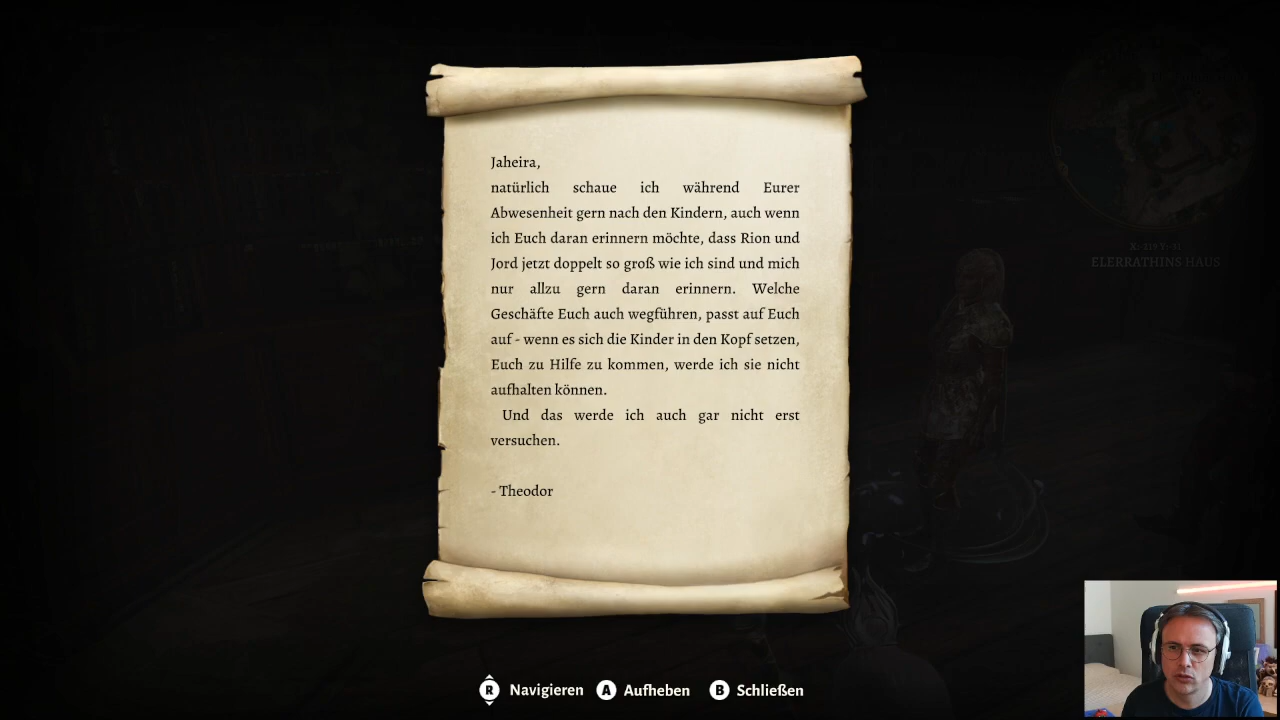 Jaheira,
natürlich schaue ich während Eurer
Abwesenheit gern nach den Kindern, auch wenn
ich Euch daran erinnern möchte, dass Rion und
Jord jetzt doppelt so groß wie ich sind und mich
nur allzu gern daran erinnern. Welche
Geschäfte Euch auch wegführen, passt auf Euch
auf - wenn es sich die Kinder in den Kopf setzen,
Euch zu Hilfe zu kommen, werde ich sie nicht
aufhalten können.
Und das werde ich auch gar nicht erst
versuchen.
- Theodor
ELERRATHINS HAUS
R Navigieren A Aufheben B Schließen